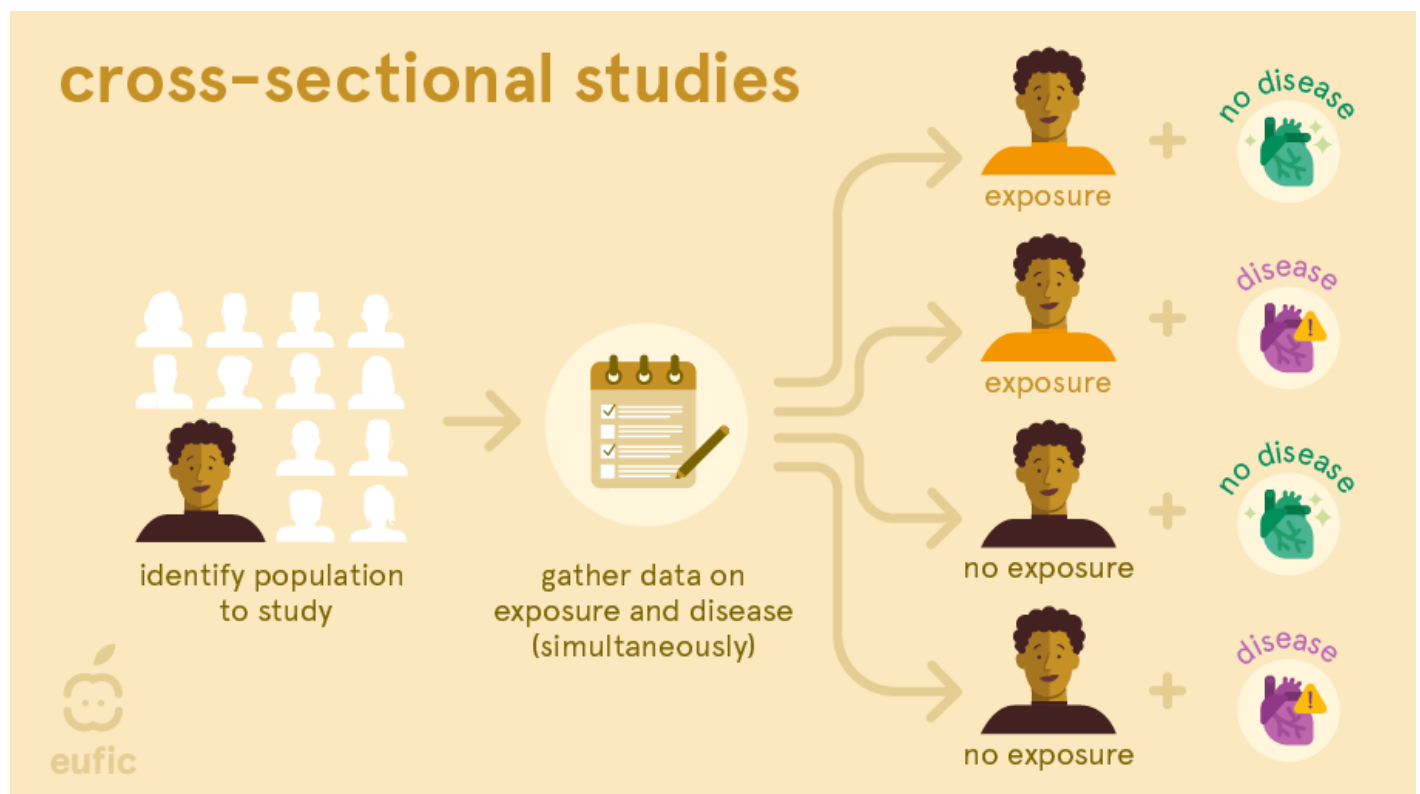 cross-sectional studies
identify population
to study
gather data on
exposure and disease
(simultaneously)
exposure
no disease
exposure
disease
no exposure
no disease
no exposure
disease
eufic